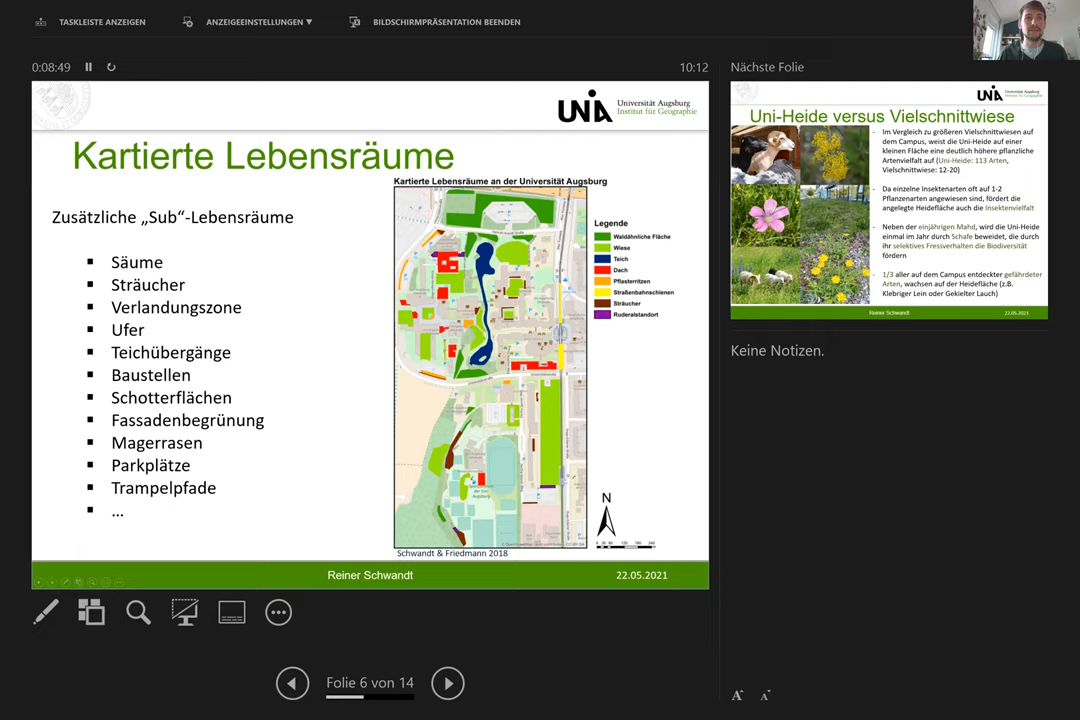 TASKLEISTE ANZEIGEN
ANZEIGEEINSTELLUNGEN ▼
BILDSCHIRMPRÄSENTATION BEENDEN
0:08:49
10:12
UNIA Universität Augsburg
Institut für Geographie
Kartierte Lebensräume
Zusätzliche „Sub“-Lebensräume
▪ Säume
▪ Sträucher
▪ Verlandungszone
▪ Ufer
▪ Teichübergänge
▪ Baustellen
▪ Schotterflächen
▪ Fassadenbegrünung
▪ Magerrasen
▪ Parkplätze
▪ Trampelpfade
▪ ...
Kartierte Lebensräume an der Universität Augsburg
Legende
Waldähnliche Fläche
Wiese
Teich
Dach
Pflasterritzen
Straßenbahnschienen
Sträucher
Ruderalstandort
N
Schwandt & Friedmann 2018
Reiner Schwandt
22.05.2021
Folie 6 von 14
Nächste Folie
UNIA Universität Augsburg
Institut für Geographie
Uni-Heide versus Vielschnittwiese
- Im Vergleich zu größeren Vielschnittwiesen auf
dem Campus, weist die Uni-Heide auf einer
kleinen Fläche eine deutlich höhere pflanzliche
Artenvielfalt auf (Uni-Heide: 113 Arten,
Vielschnittwiese: 12-20)
- Da einzelne Insektenarten oft auf 1-2
Pflanzenarten angewiesen sind, fördert die
angelegte Heidefläche auch die Insektenvielfalt
- Neben der einjährigen Mahd, wird die Uni-Heide
einmal im Jahr durch Schafe beweidet, die durch
ihr selektives Fressverhalten die Biodiversität
fördern
- 1/3 aller auf dem Campus entdeckter gefährdeter
Arten, wachsen auf der Heidefläche (z.B.
Klebriger Lein oder Gekielter Lauch)
Reiner Schwandt
22.05.2021
Keine Notizen.
A A